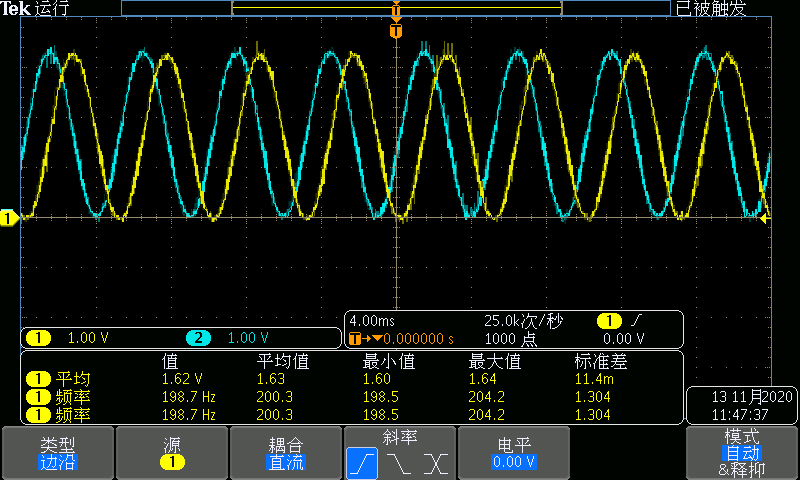 Tek 运行 已被触发
T
T
1
1 1.00 V 2 1.00 V
4.00ms 25.0k次/秒 1
T→▼0.000000 s 1000 点 0.00 V
值 平均值 最小值 最大值 标准差
1 平均 1.62 V 1.63 1.60 1.64 11.4m
1 频率 198.7 Hz 200.3 198.5 204.2 1.304
1 频率 198.7 Hz 200.3 198.5 204.2 1.304
13 11月2020
11:47:37
类型
边沿
源
1
耦合
直流
斜率
电平
0.00 V
模式
自动
&释抑